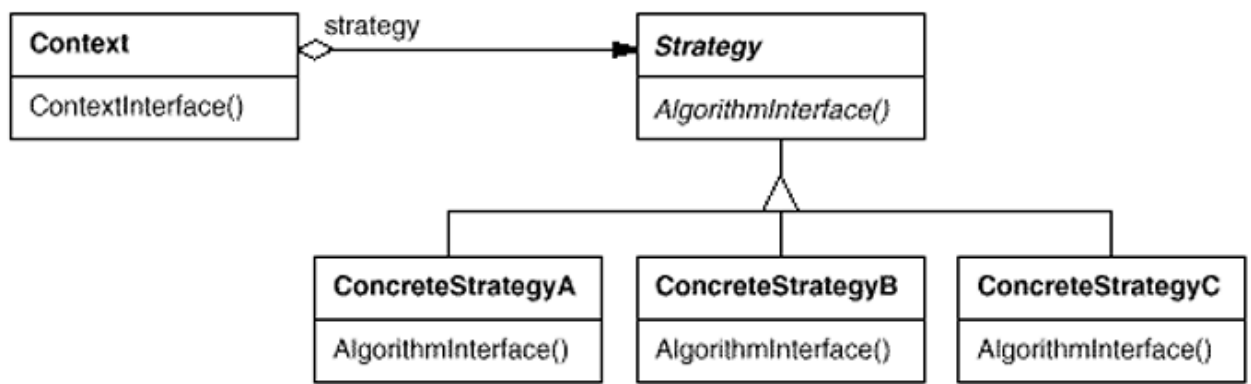 Context
ContextInterface()
strategy
Strategy
AlgorithmInterface()
ConcreteStrategyA
AlgorithmInterface()
ConcreteStrategyB
AlgorithmInterface()
ConcreteStrategyC
AlgorithmInterface()